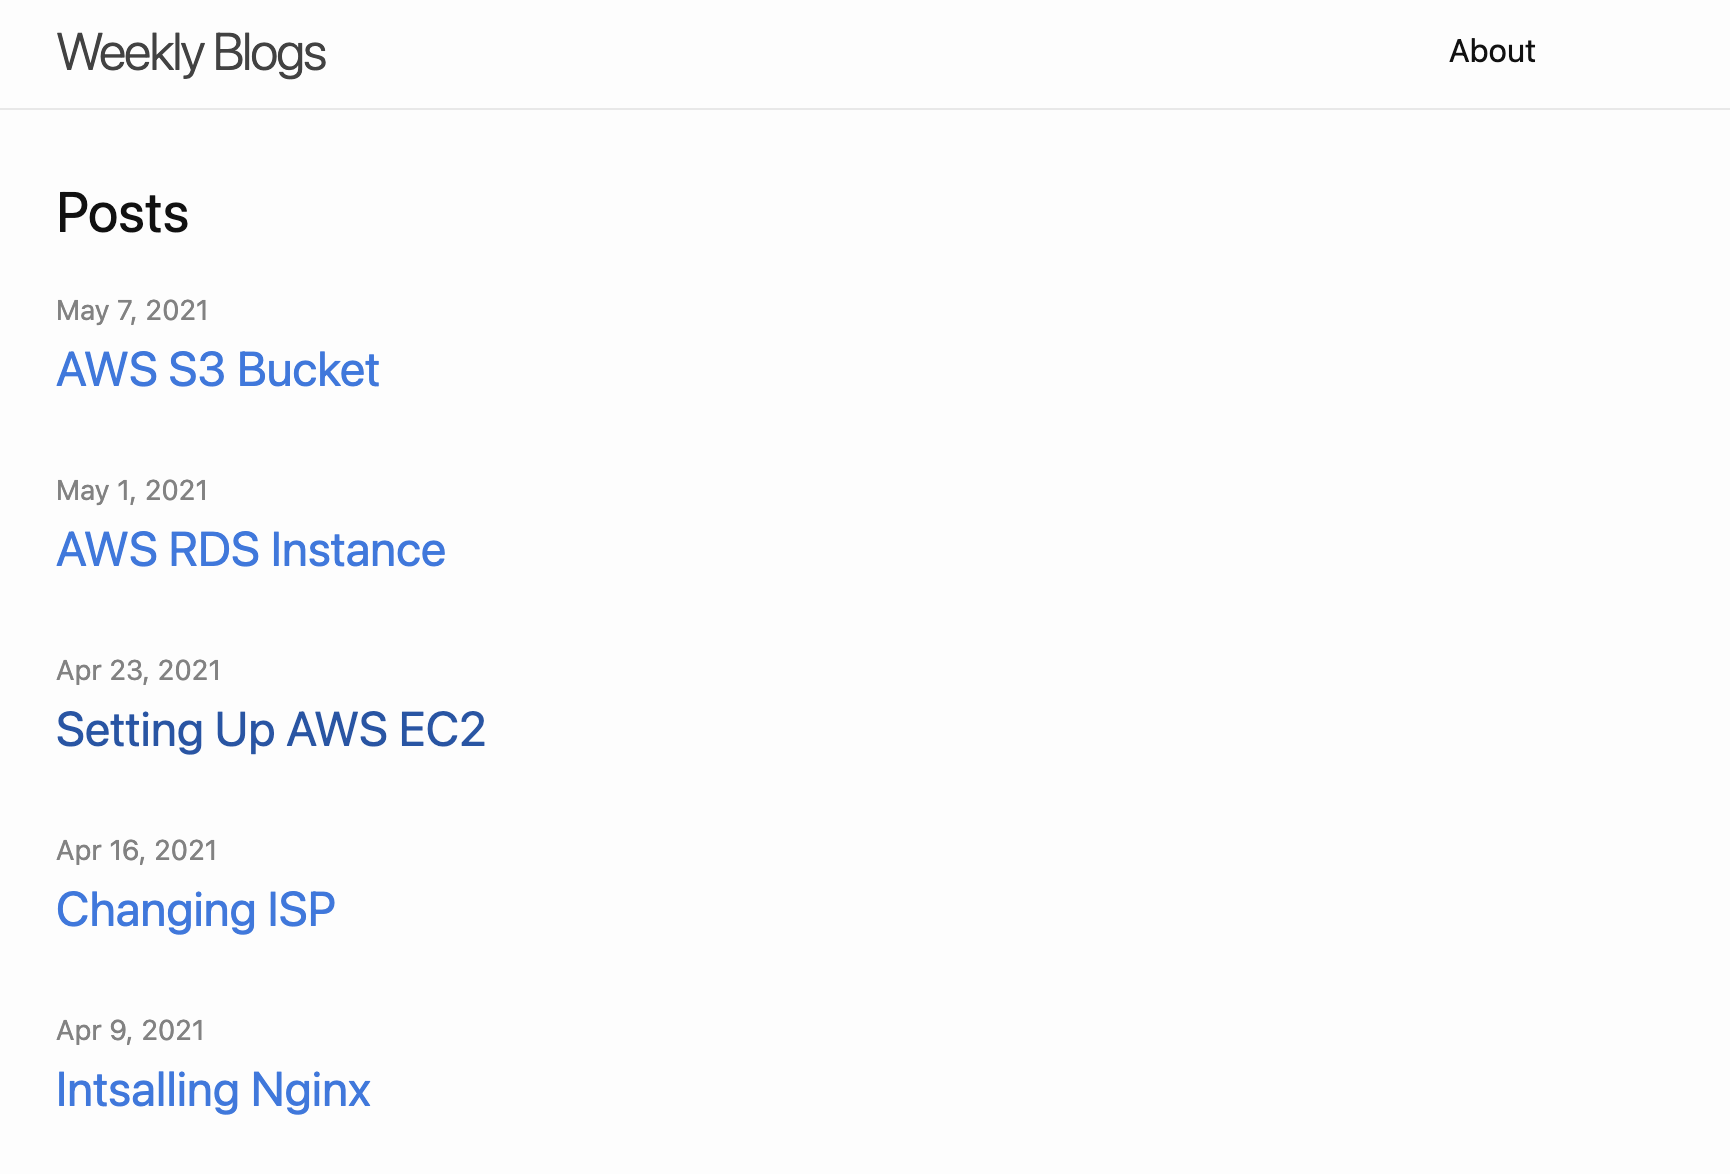 Weekly Blogs
About
Posts
May 7, 2021
AWS S3 Bucket
May 1, 2021
AWS RDS Instance
Apr 23, 2021
Setting Up AWS EC2
Apr 16, 2021
Changing ISP
Apr 9, 2021
Intsalling Nginx